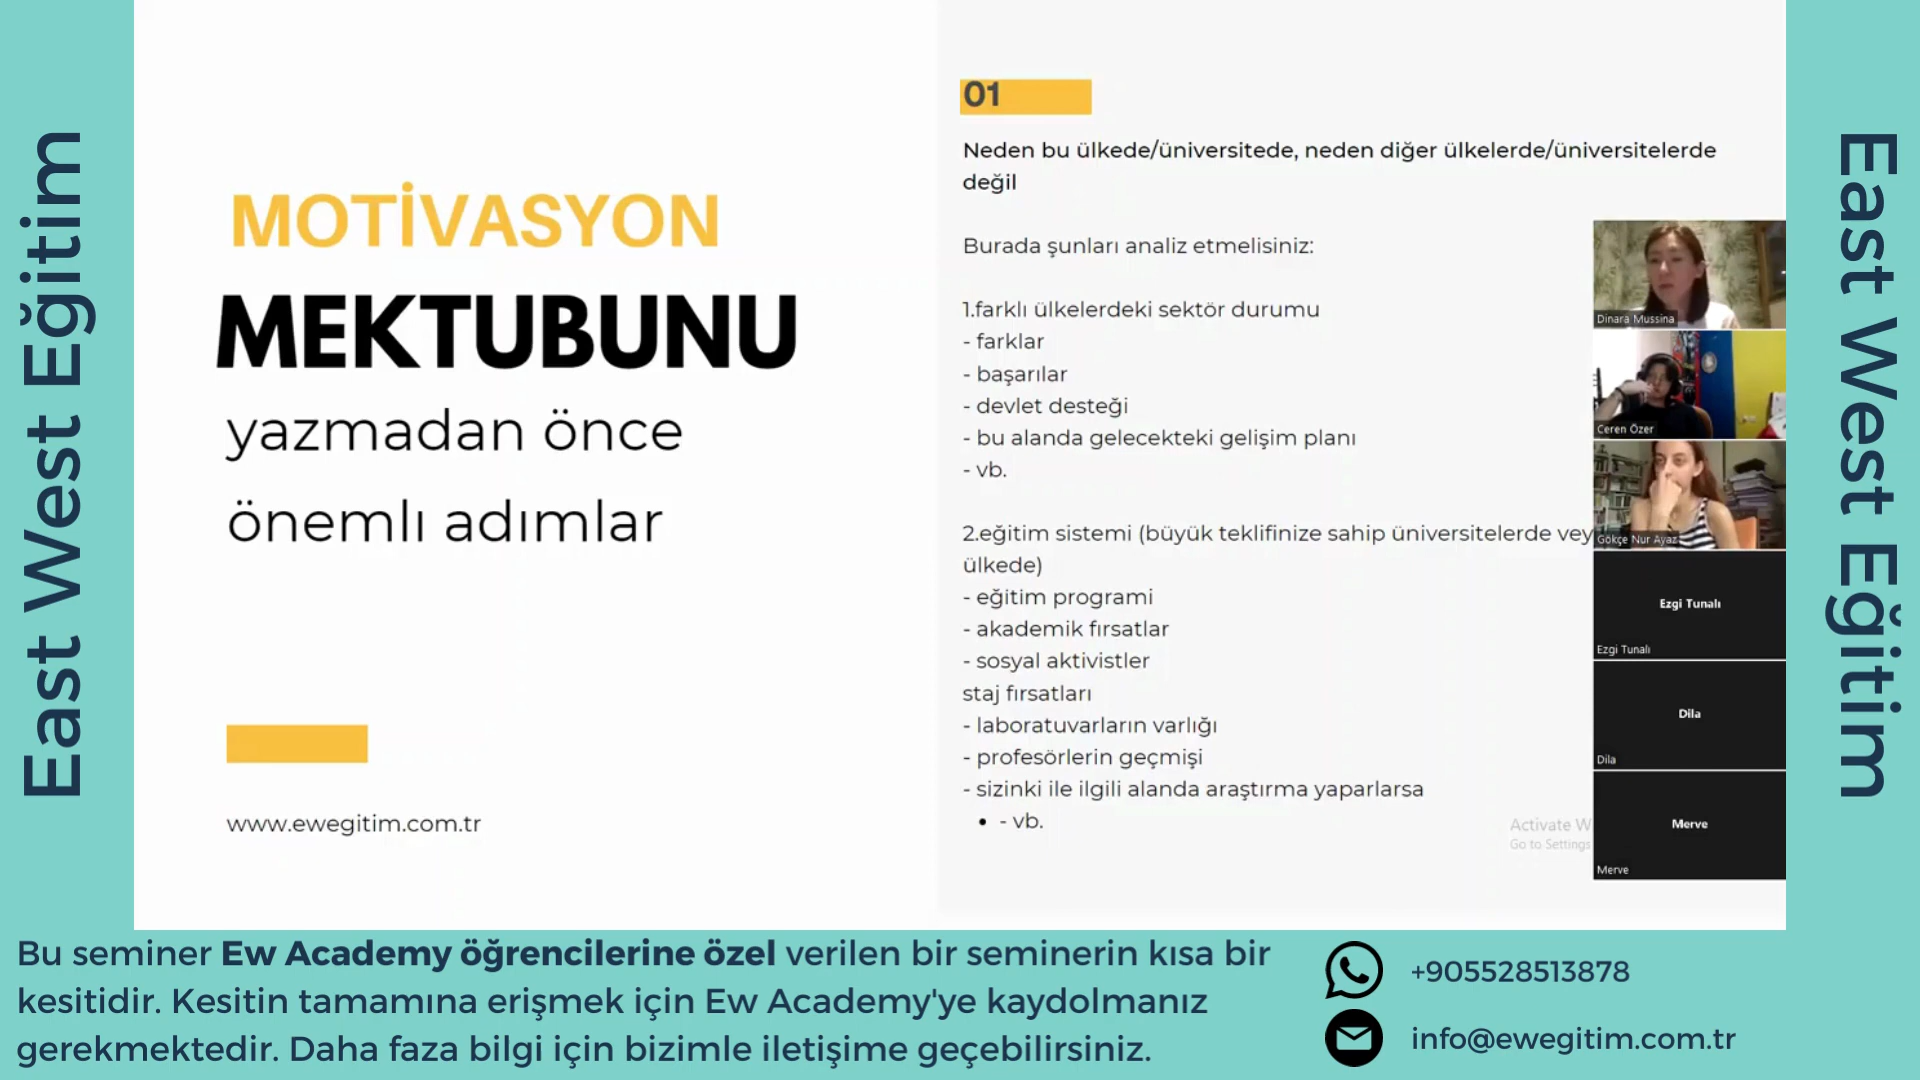 East West Eğitim
MOTİVASYON
MEKTUBUNU
yazmadan önce
önemlı adımlar
www.ewegitim.com.tr
01
Neden bu ülkede/üniversitede, neden diğer ülkelerde/üniversitelerde
değil
Burada şunları analiz etmelisiniz:
1.farklı ülkelerdeki sektör durumu
- farklar
- başarılar
- devlet desteği
- bu alanda gelecekteki gelişim planı
- vb.
2.eğitim sistemi (büyük teklifinize sahip üniversitelerde vey
ülkede)
- eğitim programi
- akademik fırsatlar
- sosyal aktivistler
staj fırsatları
- laboratuvarların varlığı
- profesörlerin geçmişi
- sizinki ile ilgili alanda araştırma yaparlarsa
• - vb.
Activate W
Go to Settings
Dinara Mussina
Ceren Özer
Gökçe Nur Ayaz
Ezgi Tunalı
Ezgi Tunalı
Dila
Dila
Merve
Merve
East West Eğitim
Bu seminer Ew Academy öğrencilerine özel verilen bir seminerin kısa bir
kesitidir. Kesitin tamamına erişmek için Ew Academy'ye kaydolmanız
gerekmektedir. Daha faza bilgi için bizimle iletişime geçebilirsiniz.
+905528513878
info@ewegitim.com.tr